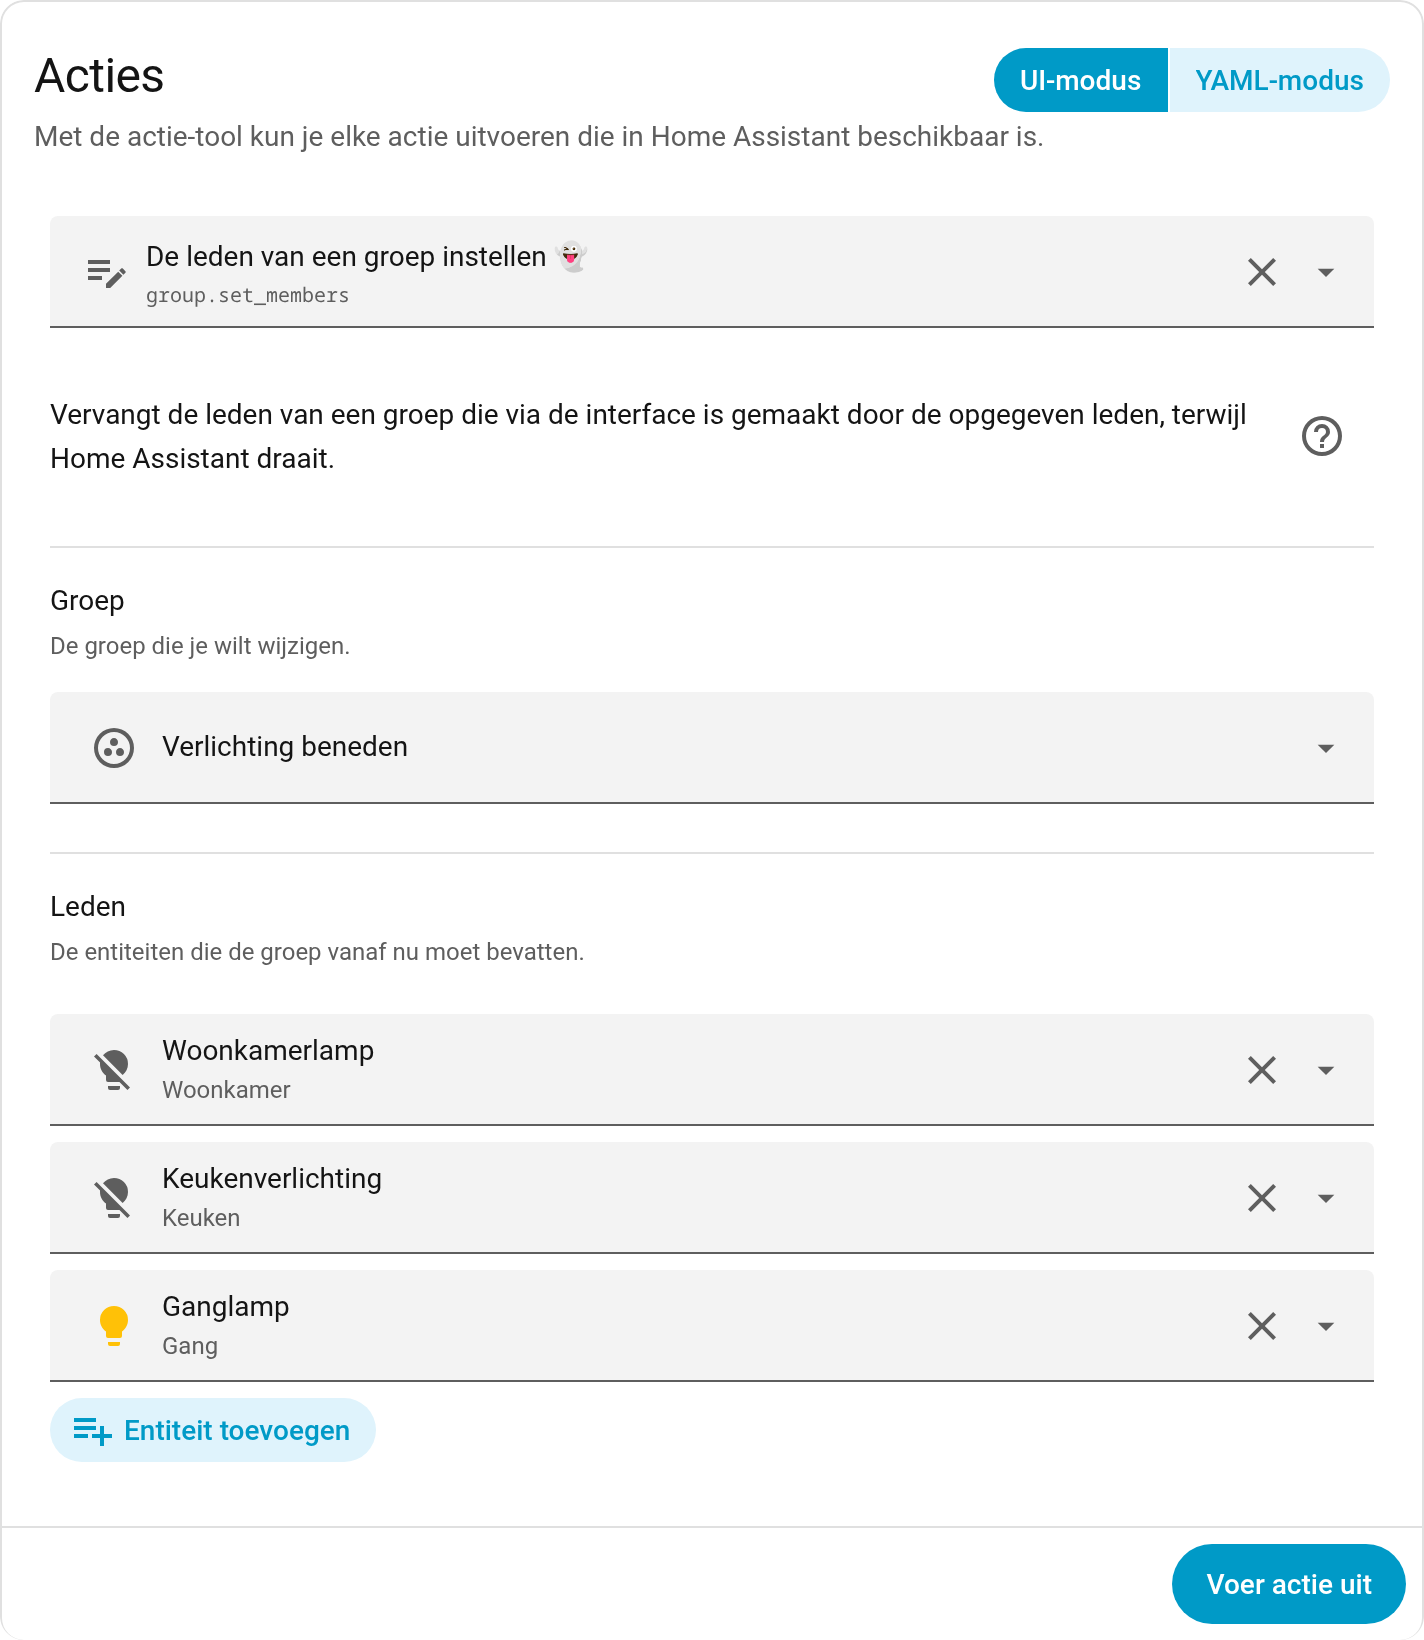 Acties
UI-modus
YAML-modus
Met de actie-tool kun je elke actie uitvoeren die in Home Assistant beschikbaar is.
De leden van een groep instellen 👻
group.set_members
Vervangt de leden van een groep die via de interface is gemaakt door de opgegeven leden, terwijl
Home Assistant draait.
Groep
De groep die je wilt wijzigen.
Verlichting beneden
Leden
De entiteiten die de groep vanaf nu moet bevatten.
Woonkamerlamp
Woonkamer
Keukenverlichting
Keuken
Ganglamp
Gang
Entiteit toevoegen
Voer actie uit